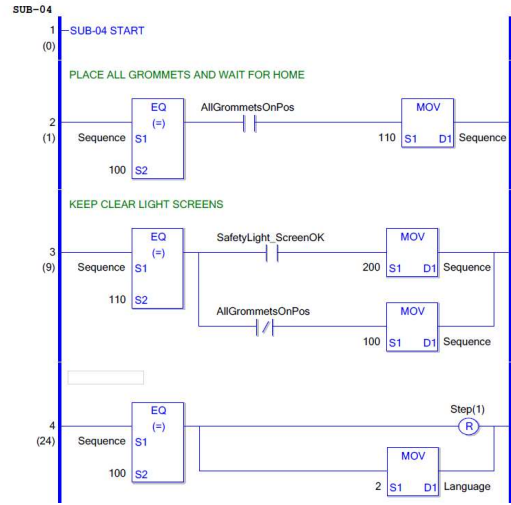 SUB-04
1 SUB-04 START
(0)
PLACE ALL GROMMETS AND WAIT FOR HOME
EQ AllGrommetsOnPos MOV
2 (=)
(1) Sequence S1 110 S1 D1 Sequence
100 S2
KEEP CLEAR LIGHT SCREENS
EQ SafetyLight_ScreenOK MOV
3 (=)
(9) Sequence S1 200 S1 D1 Sequence
110 S2 AllGrommetsOnPos MOV
100 S1 D1 Sequence
EQ Step(1)
4 (=) R
(24) Sequence S1 MOV
100 S2 2 S1 D1 Language